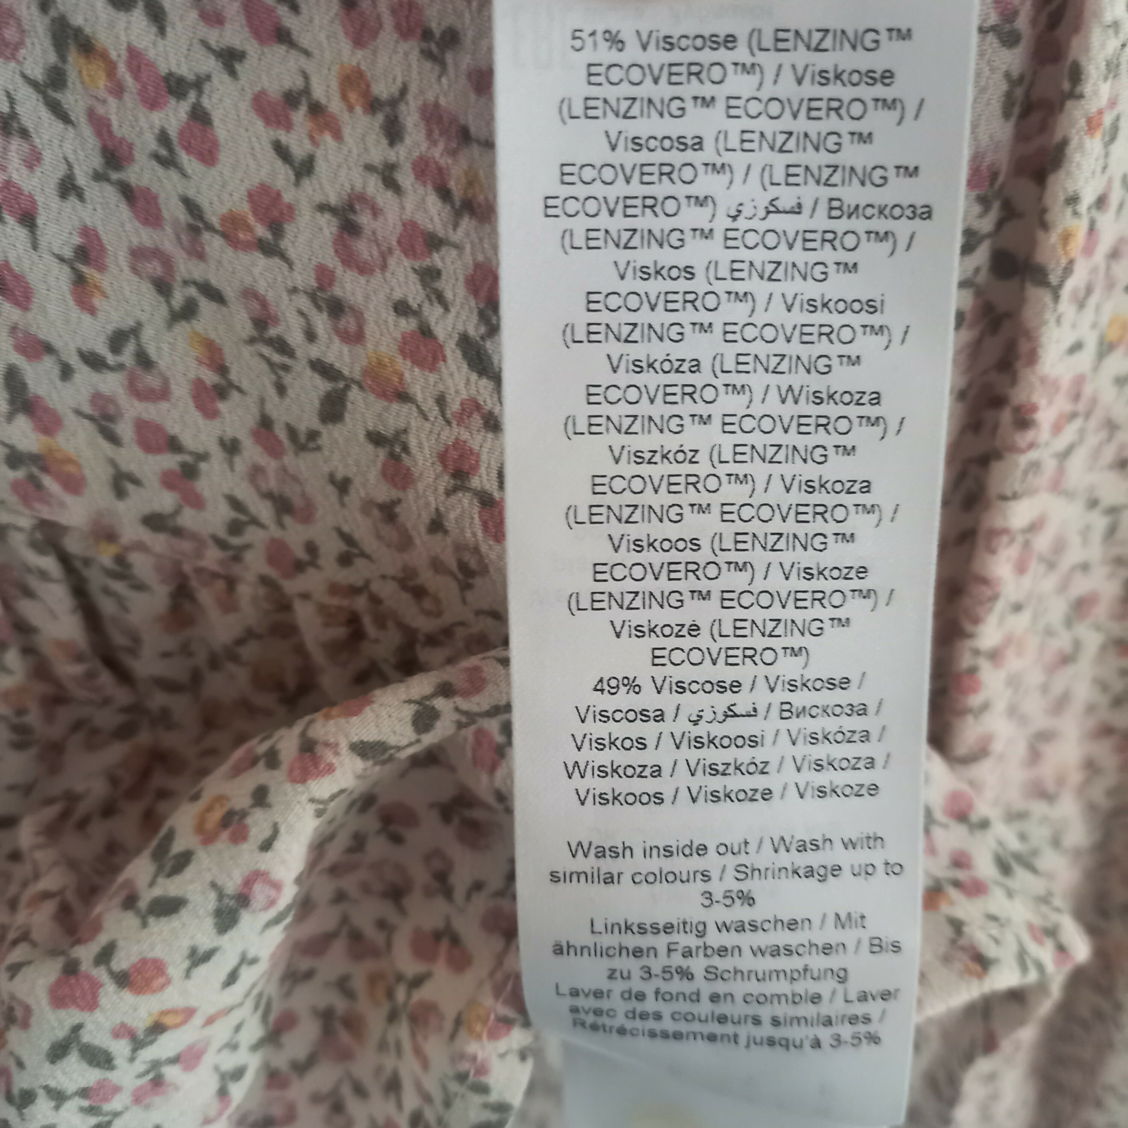 51% Viscose (LENZING™
ECOVERO™) / Viskose
(LENZING™ ECOVERO™) /
Viscosa (LENZING™
ECOVERO™) / (LENZING™
ECOVERO™) فسكوزي / Вискоза
(LENZING™ ECOVERO™) /
Viskos (LENZING™
ECOVERO™) / Viskoosi
(LENZING™ ECOVERO™) /
Viskóza (LENZING™
ECOVERO™) / Wiskoza
(LENZING™ ECOVERO™) /
Viszkóz (LENZING™
ECOVERO™) / Viskoza
(LENZING™ ECOVERO™) /
Viskoos (LENZING™
ECOVERO™) / Viskoze
(LENZING™ ECOVERO™) /
Viskozė (LENZING™
ECOVERO™)
49% Viscose / Viskose /
Viscosa / فسكوزي / Вискоза /
Viskos / Viskoosi / Viskóza /
Wiskoza / Viszkóz / Viskoza /
Viskoos / Viskoze / Viskoze
Wash inside out / Wash with
similar colours / Shrinkage up to
3-5%
Linksseitig waschen / Mit
ähnlichen Farben waschen / Bis
zu 3-5% Schrumpfung
Laver de fond en comble / Laver
avec des couleurs similaires /
Rétrécissement jusqu'à 3-5%